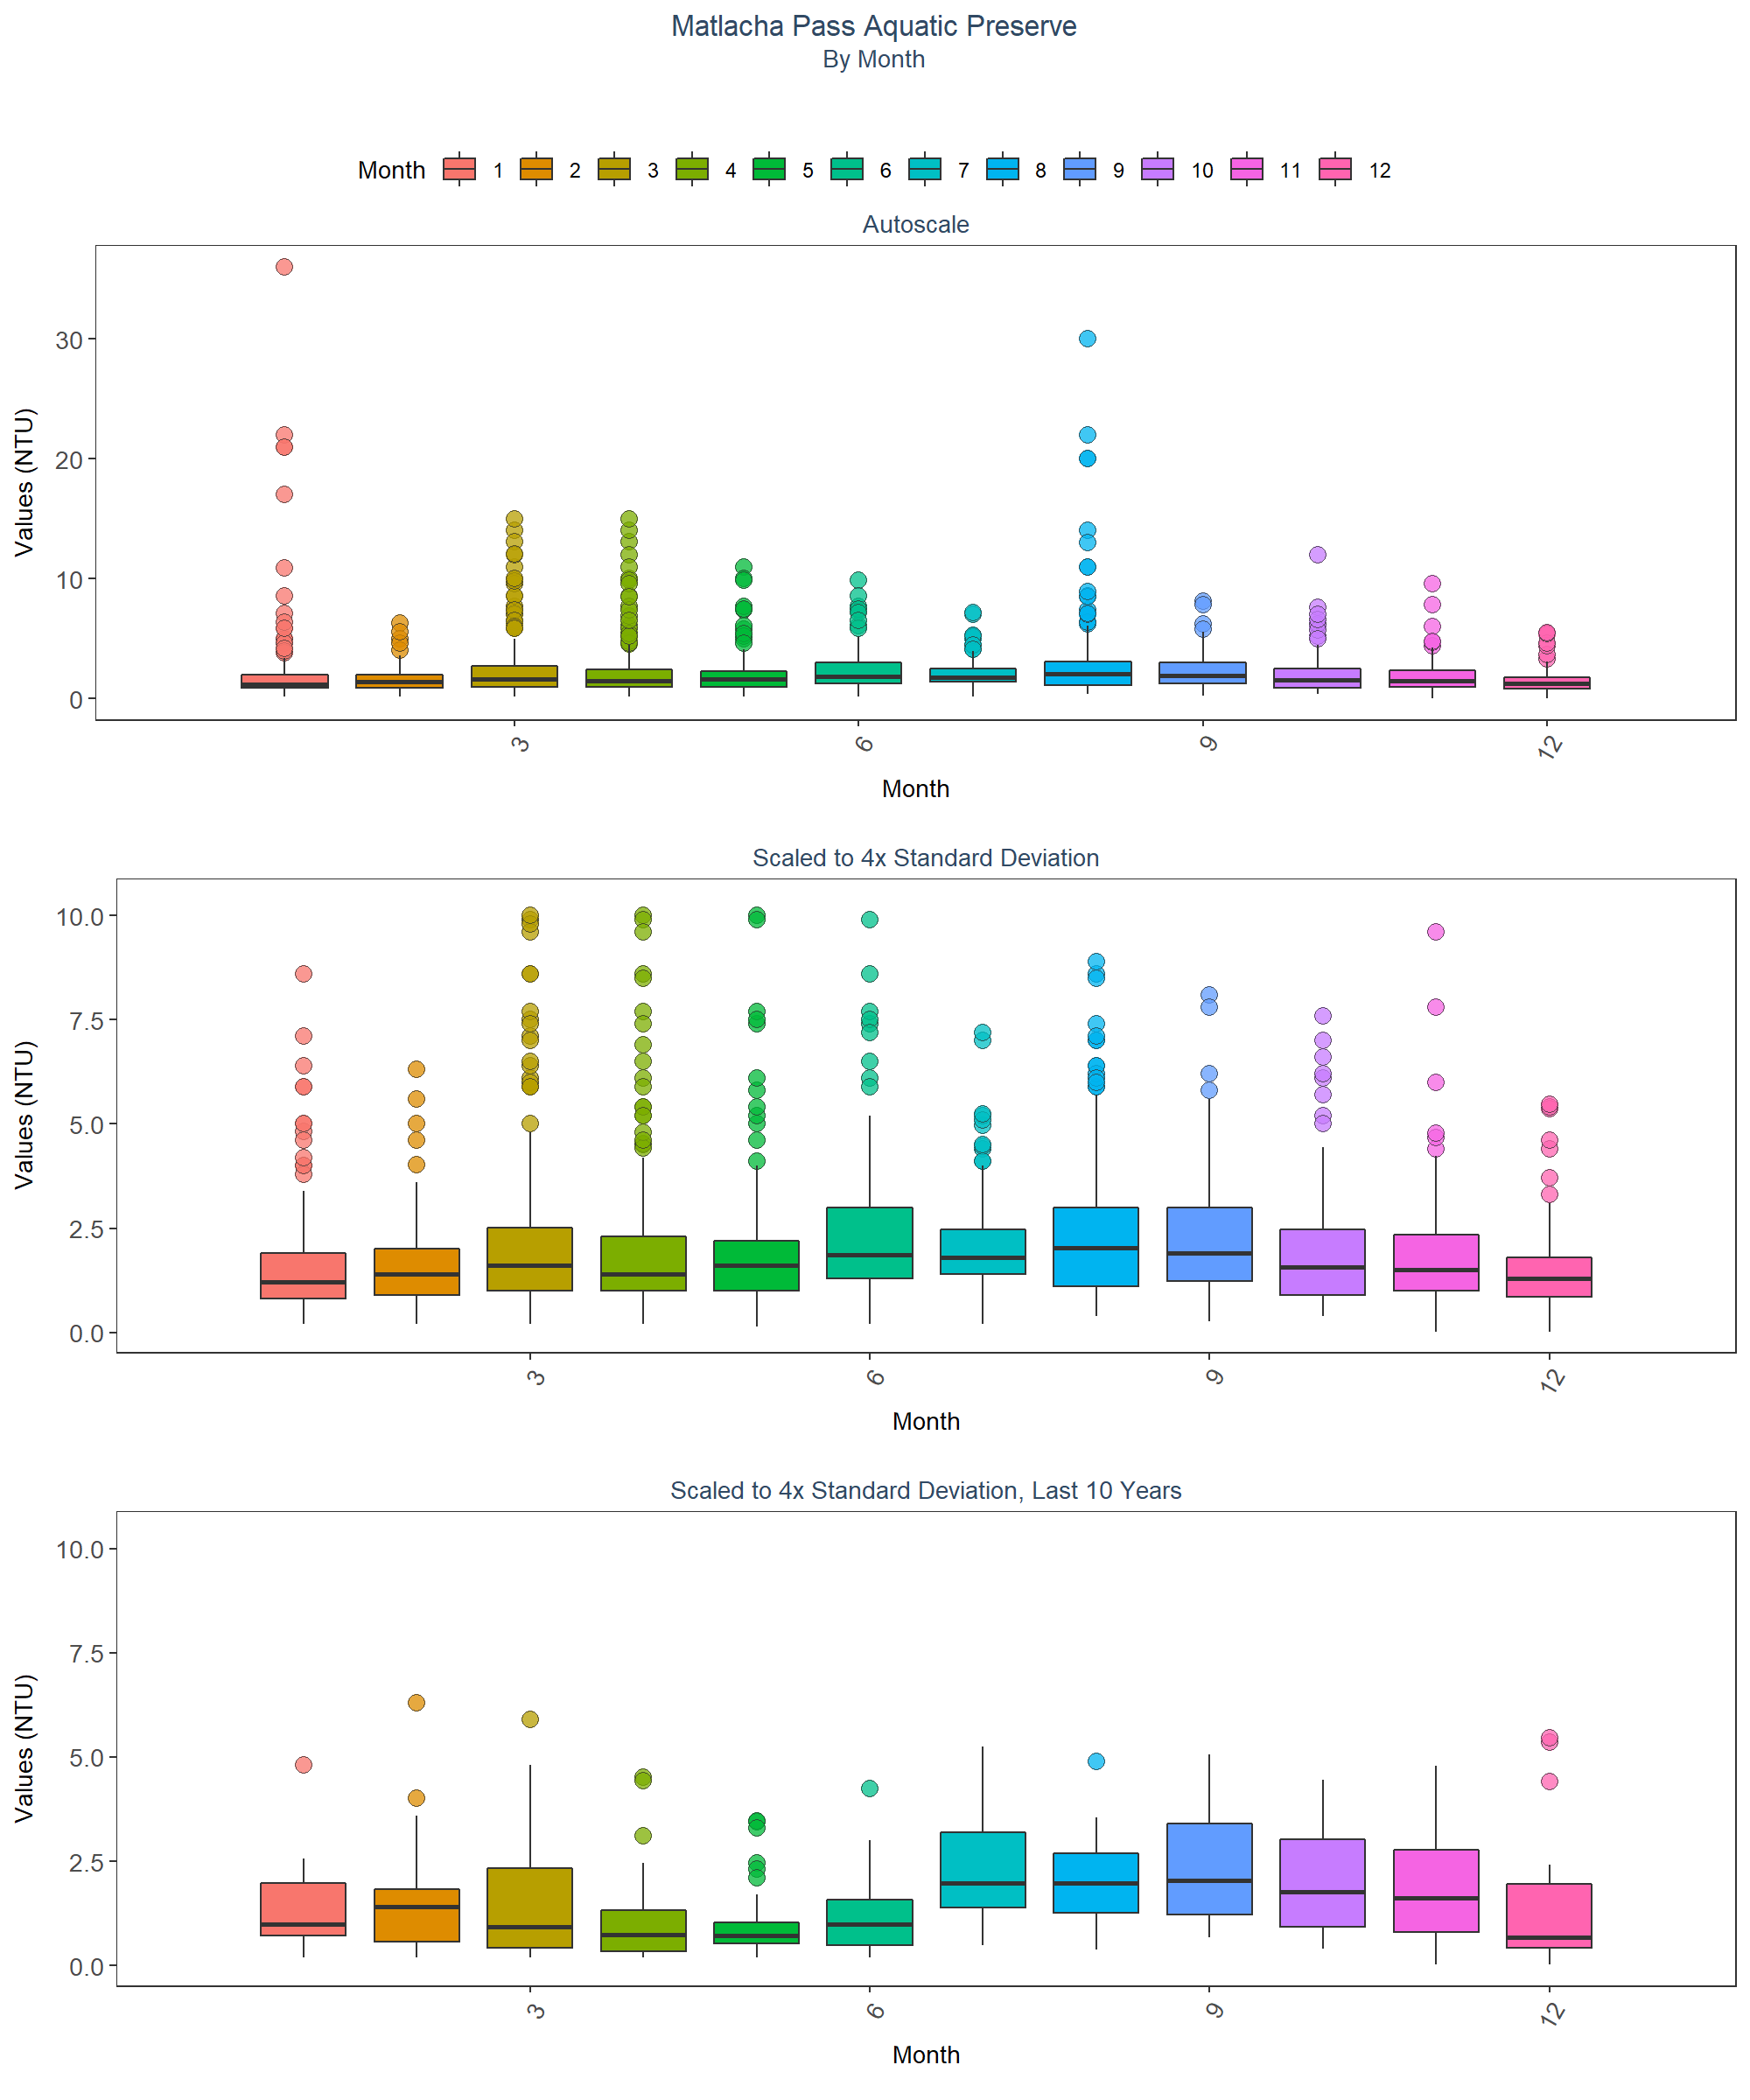 Matlacha Pass Aquatic Preserve
By Month
Month 1 2 3 4 5 6 7 8 9 10 11 12
Autoscale
Values (NTU)
30
20
10
0
3 6 9 12
Month
Scaled to 4x Standard Deviation
Values (NTU)
10.0
7.5
5.0
2.5
0.0
3 6 9 12
Month
Scaled to 4x Standard Deviation, Last 10 Years
Values (NTU)
10.0
7.5
5.0
2.5
0.0
3 6 9 12
Month